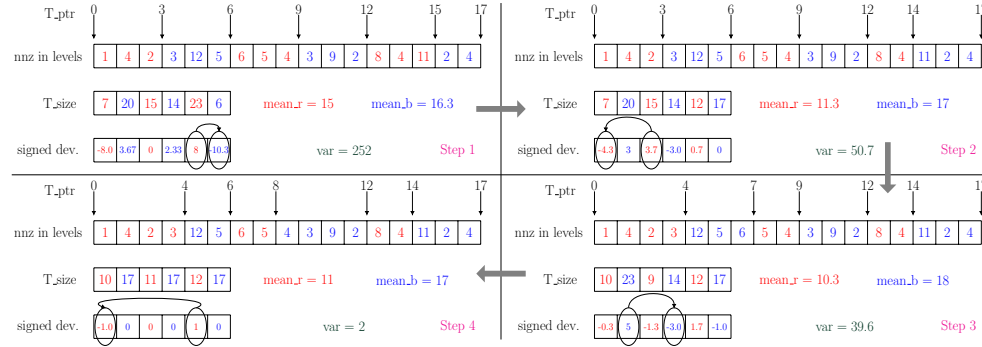 T_ptr 0 3 6 9 12 15 17
nnz in levels 1 4 2 3 12 5 6 5 4 3 9 2 8 4 11 2 4
T_size 7 20 15 14 23 6 mean_r = 15 mean_b = 16.3
signed dev. -8.0 3.67 0 2.33 8 -10.3 var = 252 Step 1
T_ptr 0 3 6 9 12 14 17
nnz in levels 1 4 2 3 12 5 6 5 4 3 9 2 8 4 11 2 4
T_size 7 20 15 14 12 17 mean_r = 11.3 mean_b = 17
signed dev. -4.3 3 3.7 -3.0 0.7 0 var = 50.7 Step 2
T_ptr 0 4 6 8 12 14 17
nnz in levels 1 4 2 3 12 5 6 5 4 3 9 2 8 4 11 2 4
T_size 10 17 11 17 12 17 mean_r = 11 mean_b = 17
signed dev. -1.0 0 0 0 1 0 var = 2 Step 4
T_ptr 0 4 7 9 12 14 17
nnz in levels 1 4 2 3 12 5 6 5 4 3 9 2 8 4 11 2 4
T_size 10 23 9 14 12 17 mean_r = 10.3 mean_b = 18
signed dev. -0.3 5 -1.3 -3.0 1.7 -1.0 var = 39.6 Step 3